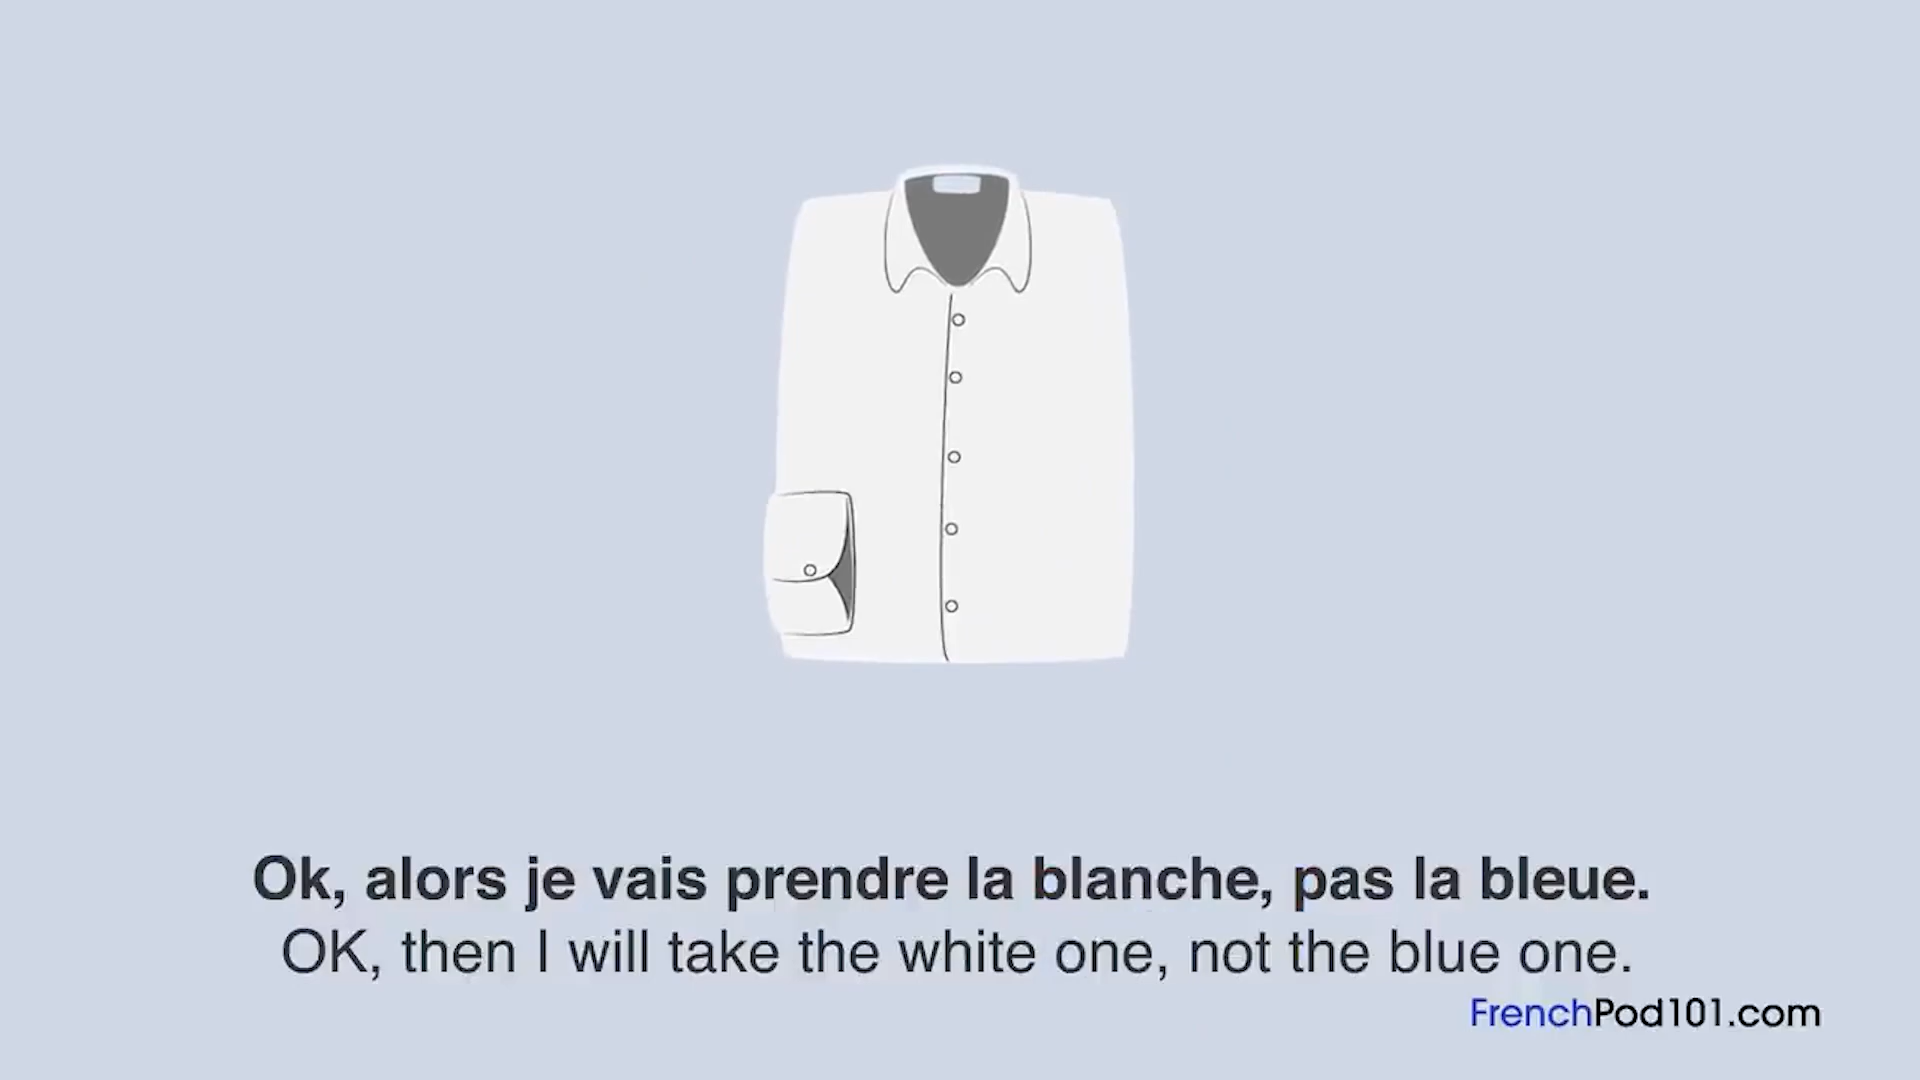 Ok, alors je vais prendre la blanche, pas la bleue.
OK, then I will take the white one, not the blue one.
FrenchPod101.com